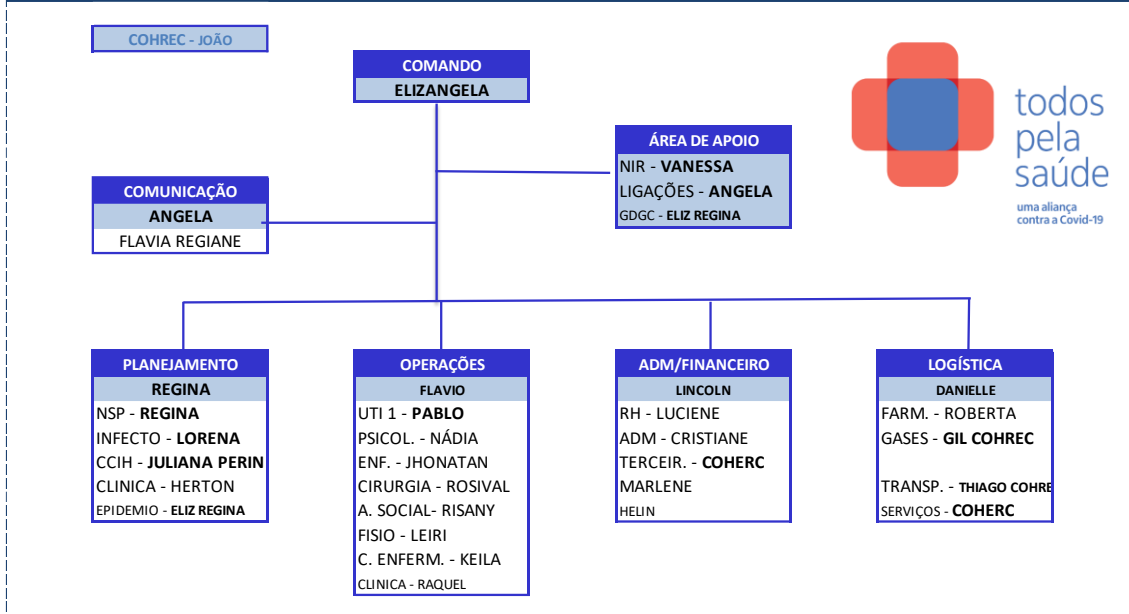 COHREC - JOÃO
COMANDO
ELIZANGELA
ÁREA DE APOIO
NIR - VANESSA
LIGAÇÕES - ANGELA
GDGC - ELIZ REGINA
todos
pela
saúde
uma aliança
contra a Covid-19
COMUNICAÇÃO
ANGELA
FLAVIA REGIANE
PLANEJAMENTO
REGINA
NSP - REGINA
INFECTO - LORENA
CCIH - JULIANA PERIN
CLINICA - HERTON
EPIDEMIO - ELIZ REGINA
OPERAÇÕES
FLAVIO
UTI 1 - PABLO
PSICOL. - NÁDIA
ENF. - JHONATAN
CIRURGIA - ROSIVAL
A. SOCIAL- RISANY
FISIO - LEIRI
C. ENFERM. - KEILA
CLINICA - RAQUEL
ADM/FINANCEIRO
LINCOLN
RH - LUCIENE
ADM - CRISTIANE
TERCEIR. - COHERC
MARLENE
HELIN
LOGÍSTICA
DANIELLE
FARM. - ROBERTA
GASES - GIL COHREC
TRANSP. - THIAGO COHRE
SERVIÇOS - COHERC